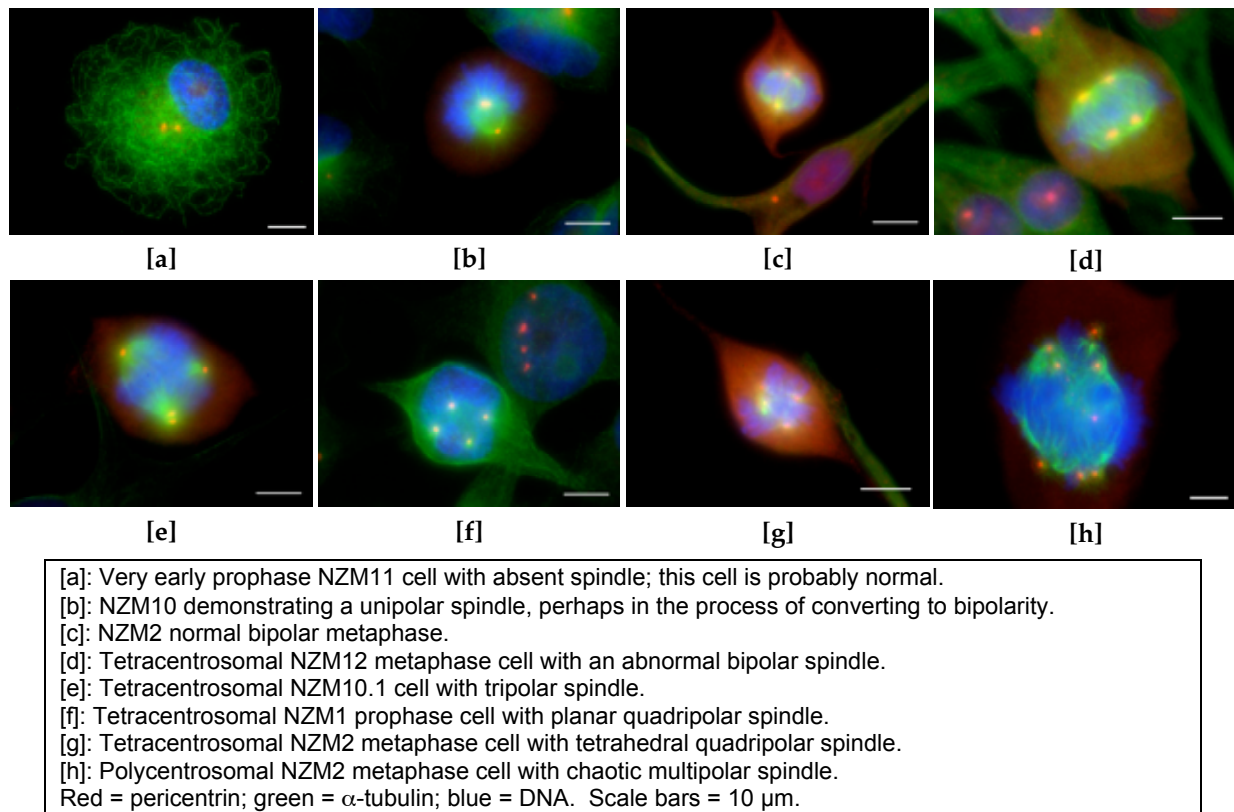 [a] [b] [c] [d]
[e] [f] [g] [h]
[a]: Very early prophase NZM11 cell with absent spindle; this cell is probably normal.
[b]: NZM10 demonstrating a unipolar spindle, perhaps in the process of converting to bipolarity.
[c]: NZM2 normal bipolar metaphase.
[d]: Tetracentrosomal NZM12 metaphase cell with an abnormal bipolar spindle.
[e]: Tetracentrosomal NZM10.1 cell with tripolar spindle.
[f]: Tetracentrosomal NZM1 prophase cell with planar quadripolar spindle.
[g]: Tetracentrosomal NZM2 metaphase cell with tetrahedral quadripolar spindle.
[h]: Polycentrosomal NZM2 metaphase cell with chaotic multipolar spindle.
Red = pericentrin; green = α-tubulin; blue = DNA.  Scale bars = 10 µm.